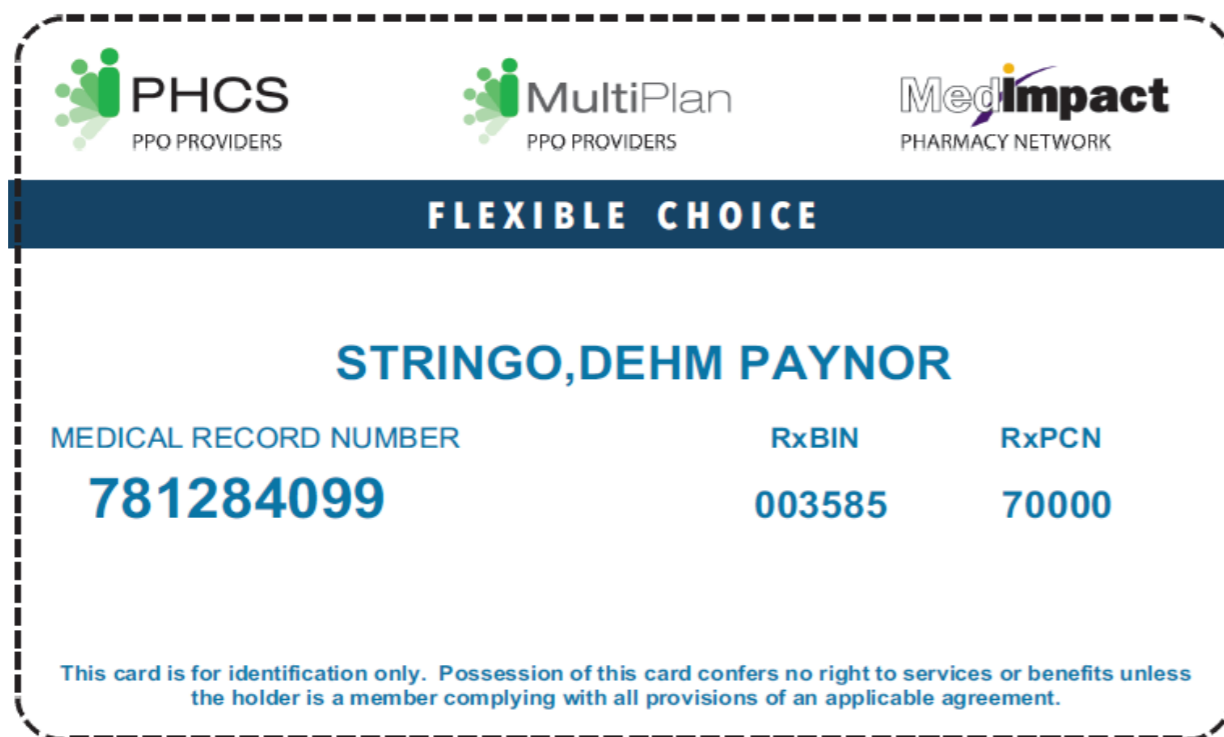 PHCS
PPO PROVIDERS
MultiPlan
PPO PROVIDERS
MedImpact
PHARMACY NETWORK
FLEXIBLE CHOICE
STRINGO,DEHM PAYNOR
MEDICAL RECORD NUMBER
781284099
RxBIN
003585
RxPCN
70000
This card is for identification only. Possession of this card confers no right to services or benefits unless
the holder is a member complying with all provisions of an applicable agreement.